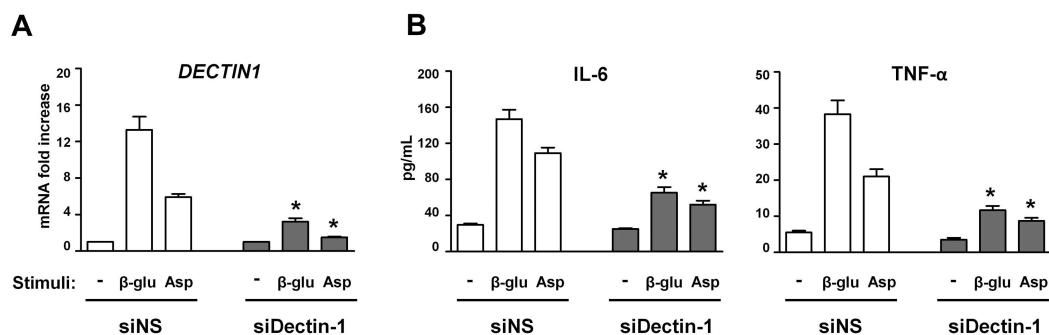 A
B
DECTIN1
IL-6
TNF-α
mRNA fold increase
20
16
12
8
4
0
* *
pg/mL
200
160
120
80
40
0
* *
50
40
30
20
10
0
* *
Stimuli: - β-glu Asp - β-glu Asp
siNS siDectin-1
- β-glu Asp - β-glu Asp
siNS siDectin-1
- β-glu Asp - β-glu Asp
siNS siDectin-1